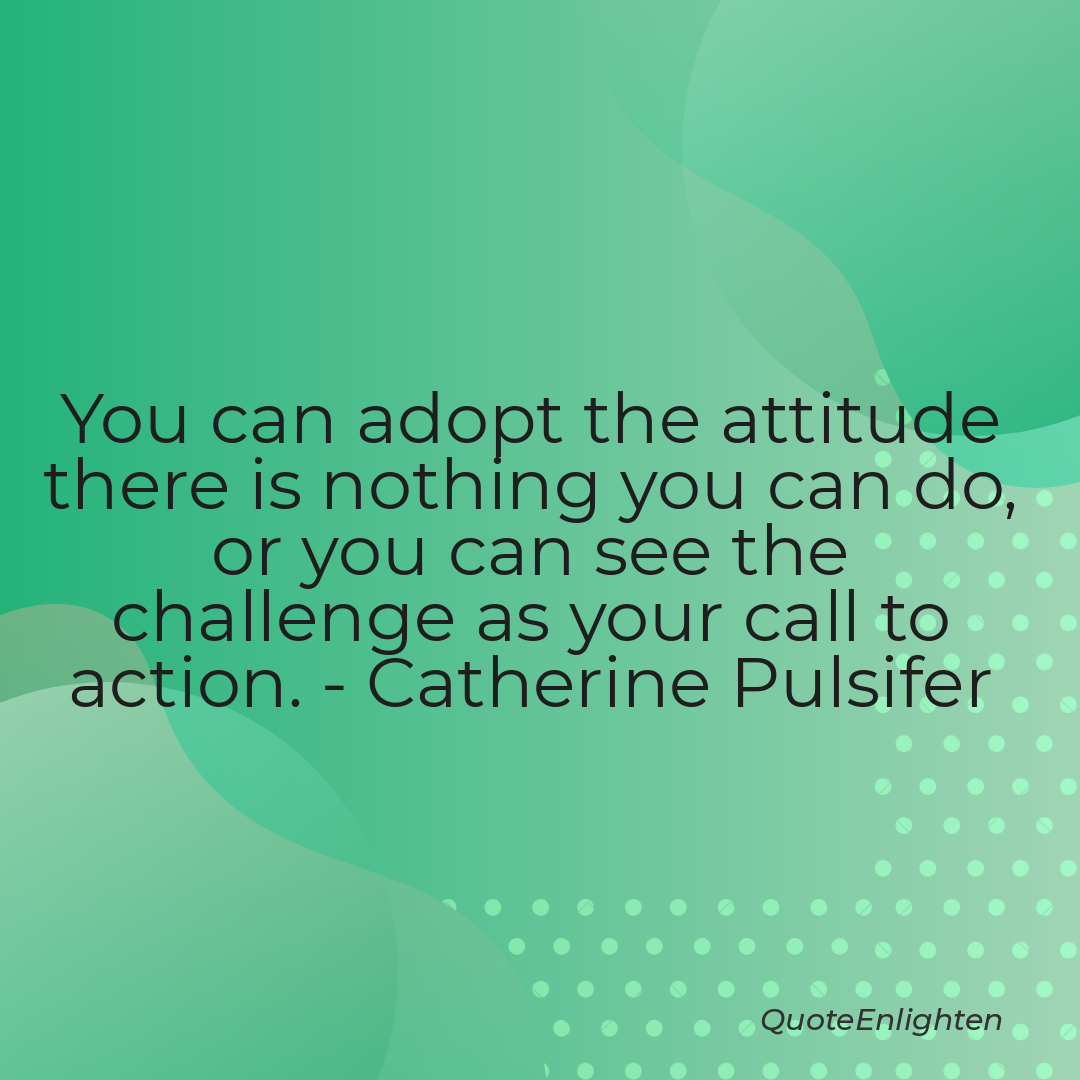 You can adopt the attitude
there is nothing you can do,
or you can see the
challenge as your call to
action. - Catherine Pulsifer
QuoteEnlighten